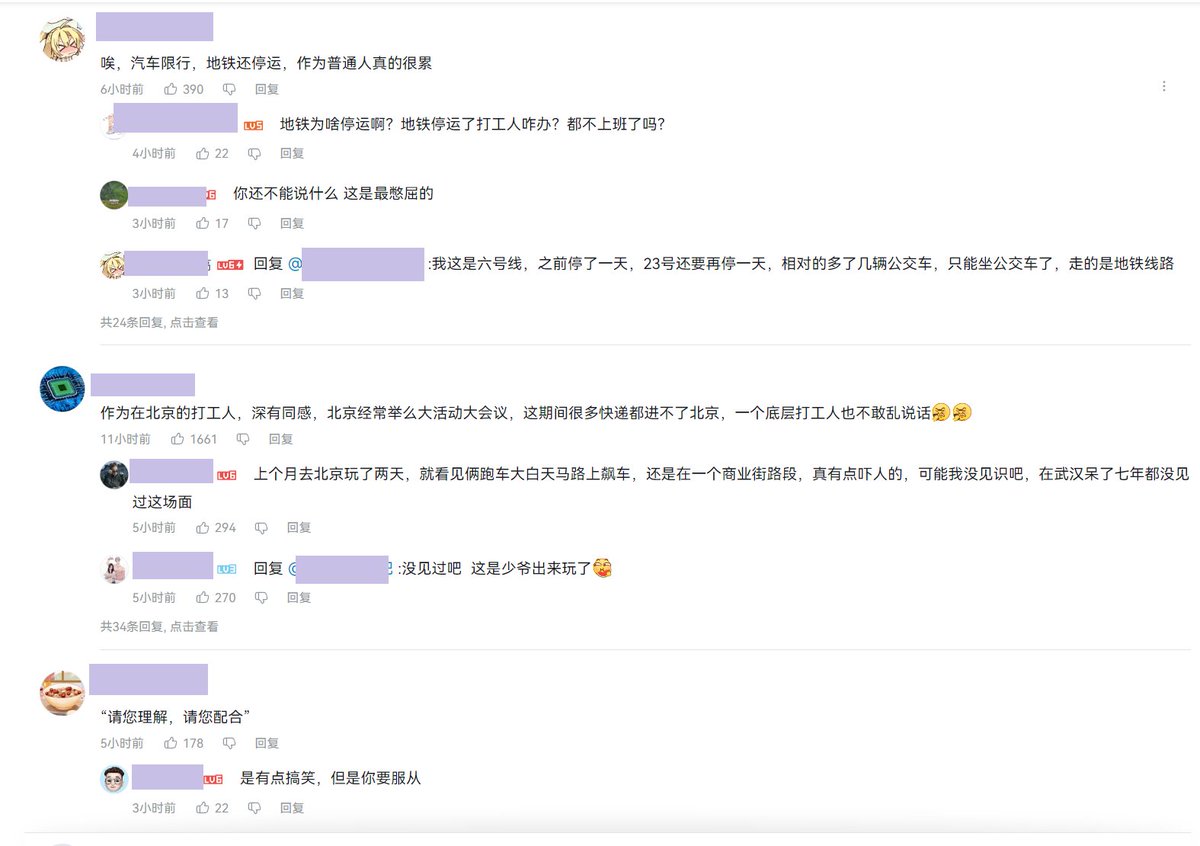 唉，汽车限行，地铁还停运，作为普通人真的很累
6小时前 390 回复
LV5 地铁为啥停运啊？地铁停运了打工人咋办？都不上班了吗？
4小时前 22 回复
你还不能说什么 这是最憋屈的
3小时前 17 回复
LV6 回复 @ :我这是六号线，之前停了一天，23号还要再停一天，相对的多了几辆公交车，只能坐公交车了，走的是地铁线路
3小时前 13 回复
共24条回复, 点击查看
作为在北京的打工人，深有同感，北京经常举么大活动大会议，这期间很多快递都进不了北京，一个底层打工人也不敢乱说话
11小时前 1661 回复
LV6 上个月去北京玩了两天，就看见俩跑车大白天马路上飙车，还是在一个商业街路段，真有点吓人的，可能我没见识吧，在武汉呆了七年都没见
过这场面
5小时前 294 回复
LV3 回复 @ :没见过吧 这是少爷出来玩了
5小时前 270 回复
共34条回复, 点击查看
“请您理解，请您配合”
5小时前 178 回复
LV6 是有点搞笑，但是你要服从
3小时前 22 回复